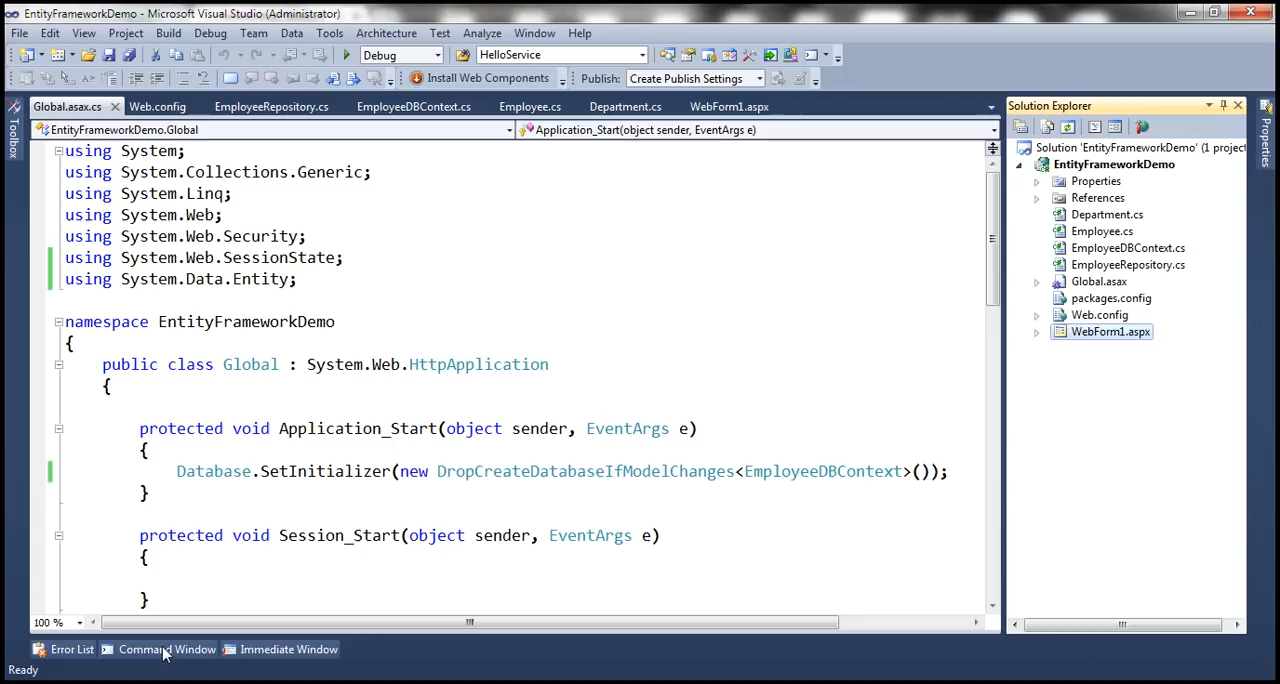 EntityFrameworkDemo - Microsoft Visual Studio (Administrator)
File Edit View Project Build Debug Team Data Tools Architecture Test Analyze Window Help
Debug HelloService
Install Web Components Publish: Create Publish Settings
Global.asax.cs Web.config EmployeeRepository.cs EmployeeDBContext.cs Employee.cs Department.cs WebForm1.aspx
EntityFrameworkDemo.Global Application_Start(object sender, EventArgs e)
using System;
using System.Collections.Generic;
using System.Linq;
using System.Web;
using System.Web.Security;
using System.Web.SessionState;
using System.Data.Entity;
namespace EntityFrameworkDemo
{
public class Global : System.Web.HttpApplication
{
protected void Application_Start(object sender, EventArgs e)
{
Database.SetInitializer(new DropCreateDatabaseIfModelChanges<EmployeeDBContext>());
}
protected void Session_Start(object sender, EventArgs e)
{
}
100 %
Toolbox
Solution Explorer
Solution 'EntityFrameworkDemo' (1 project
EntityFrameworkDemo
Properties
References
Department.cs
Employee.cs
EmployeeDBContext.cs
EmployeeRepository.cs
Global.asax
packages.config
Web.config
WebForm1.aspx
Properties
Error List Command Window Immediate Window
Ready